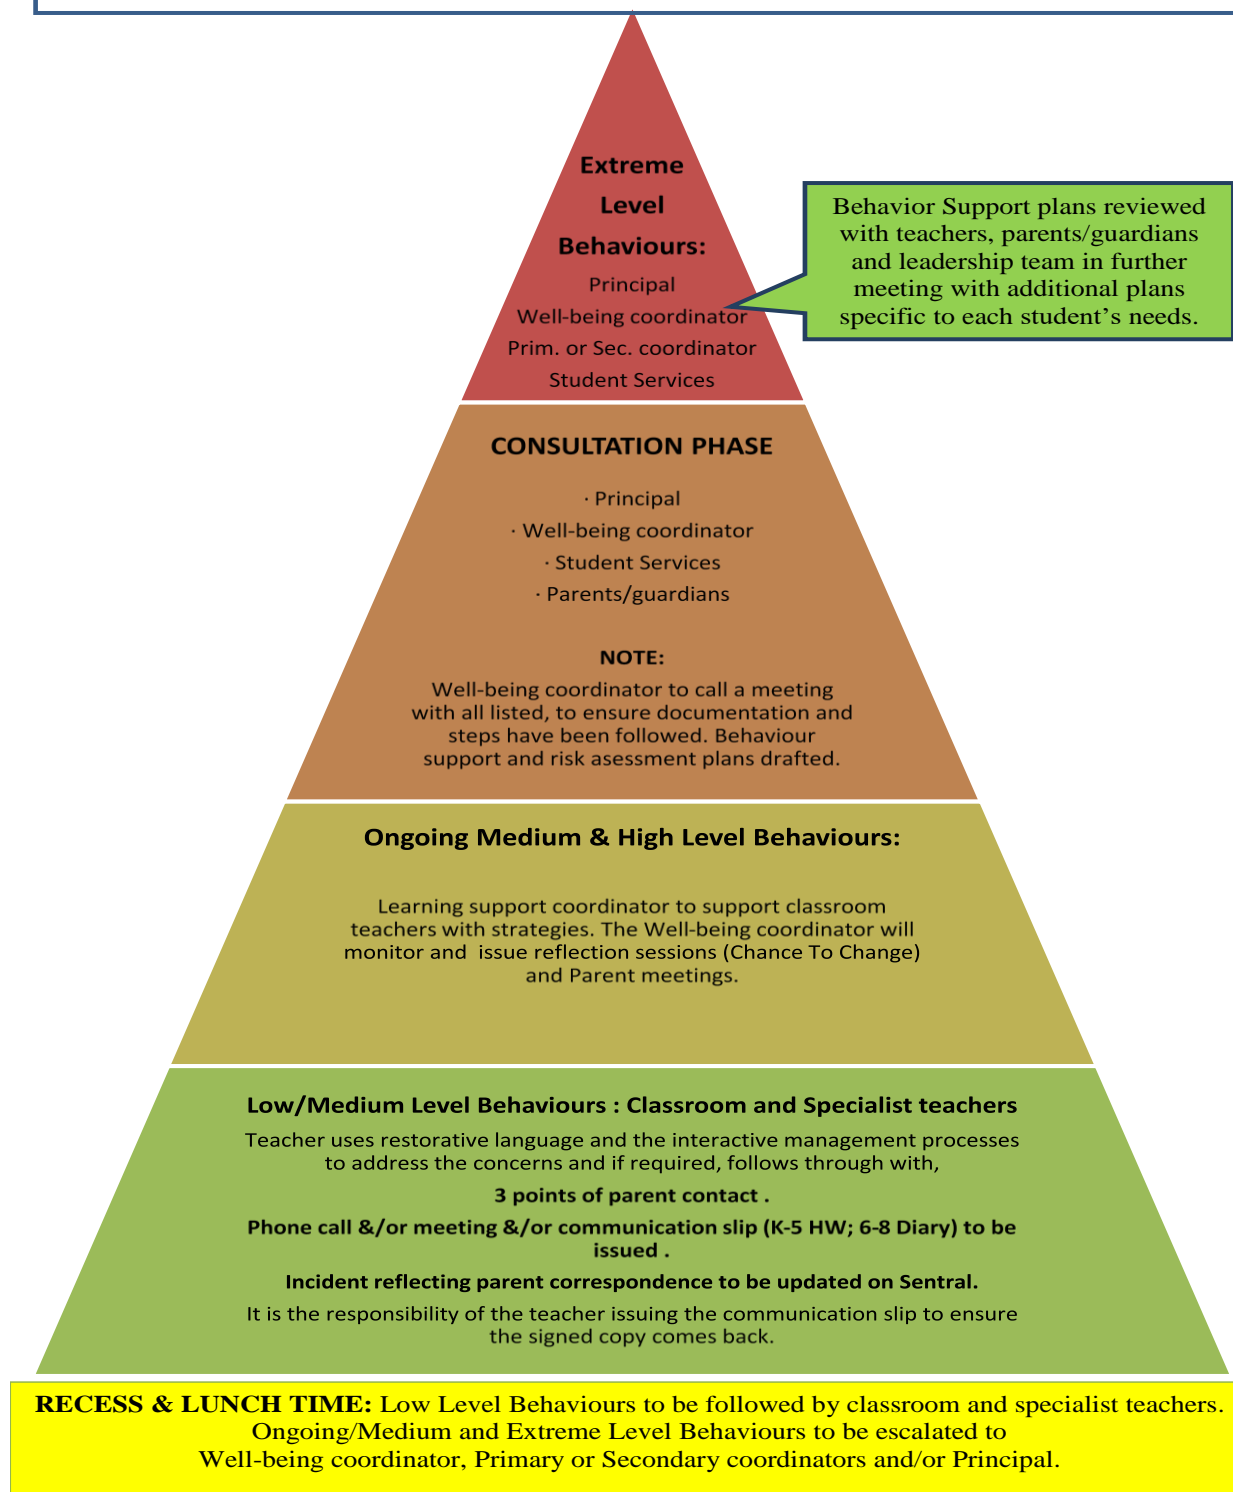 Extreme
Level
Behaviours:
Principal
Well-being coordinator
Prim. or Sec. coordinator
Student Services
Behavior Support plans reviewed
with teachers, parents/guardians
and leadership team in further
meeting with additional plans
specific to each student’s needs.
CONSULTATION PHASE
· Principal
· Well-being coordinator
· Student Services
· Parents/guardians
NOTE:
Well-being coordinator to call a meeting
with all listed, to ensure documentation and
steps have been followed. Behaviour
support and risk asessment plans drafted.
Ongoing Medium & High Level Behaviours:
Learning support coordinator to support classroom
teachers with strategies. The Well-being coordinator will
monitor and  issue reflection sessions (Chance To Change)
and Parent meetings.
Low/Medium Level Behaviours : Classroom and Specialist teachers
Teacher uses restorative language and the interactive management processes
to address the concerns and if required, follows through with,
3 points of parent contact .
Phone call &/or meeting &/or communication slip (K-5 HW; 6-8 Diary) to be
issued .
Incident reflecting parent correspondence to be updated on Sentral.
It is the responsibility of the teacher issuing the communication slip to ensure
the signed copy comes back.
RECESS & LUNCH TIME: Low Level Behaviours to be followed by classroom and specialist teachers.
Ongoing/Medium and Extreme Level Behaviours to be escalated to
Well-being coordinator, Primary or Secondary coordinators and/or Principal.